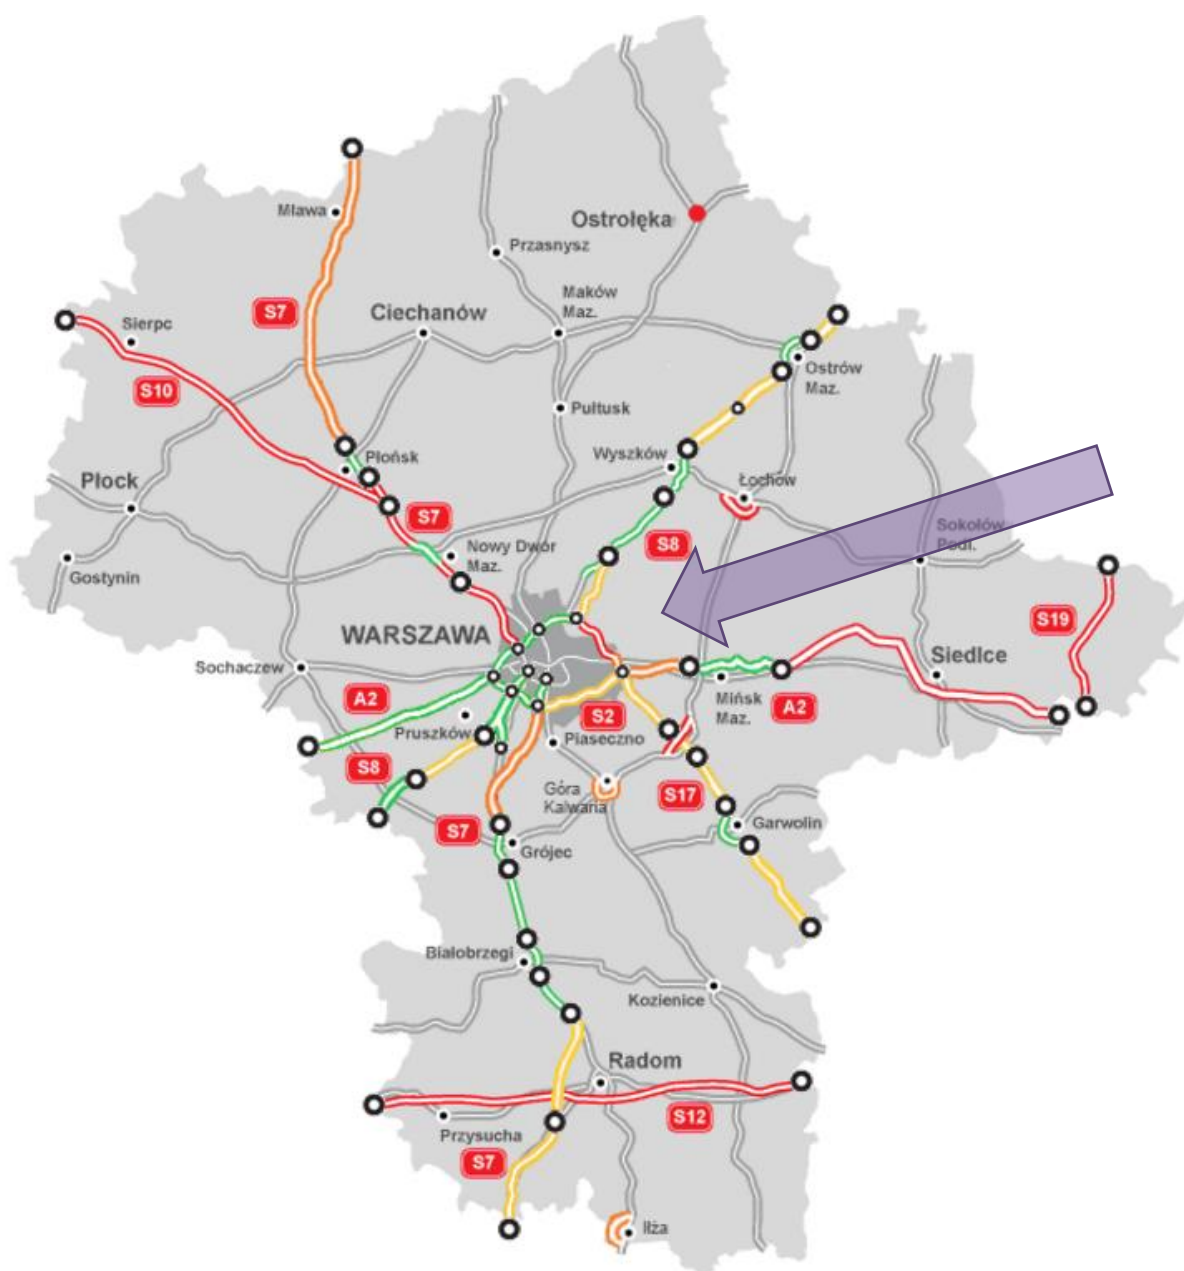 Mława
Ostrołęka
Przasnysz
S7
Maków
Maz.
Ciechanów
Sierpc
S10
Ostrów
Maz.
Pułtusk
Płońsk
Wyszków
Płock
Łochów
S7
Sokołów
Podl.
S8
Nowy Dwór
Maz.
Gostynin
S19
WARSZAWA
Siedlce
Sochaczew
A2
Mińsk
Maz.
A2
S2
Pruszków
Piaseczno
S8
Góra
Kalwaria
S17
S7
Garwolin
Grójec
Białobrzegi
Kozienice
Radom
S12
Przysucha
S7
Iłża